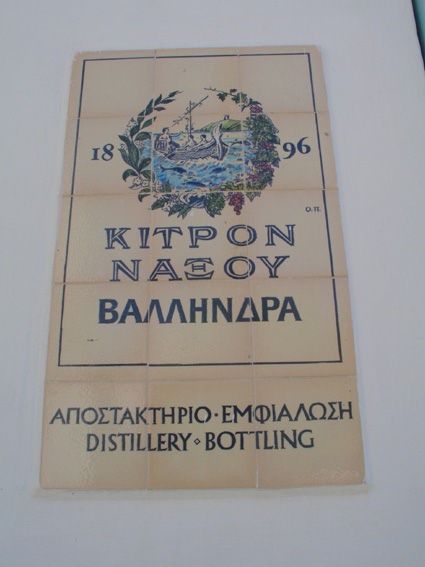 18 96
Ο.Π.
ΚΙΤΡΟΝ
ΝΑΞΟΥ
ΒΑΛΛΗΝΔΡΑ
ΑΠΟΣΤΑΚΤΗΡΙΟ · ΕΜΦΙΑΛΩΣΗ
DISTILLERY · BOTTLING